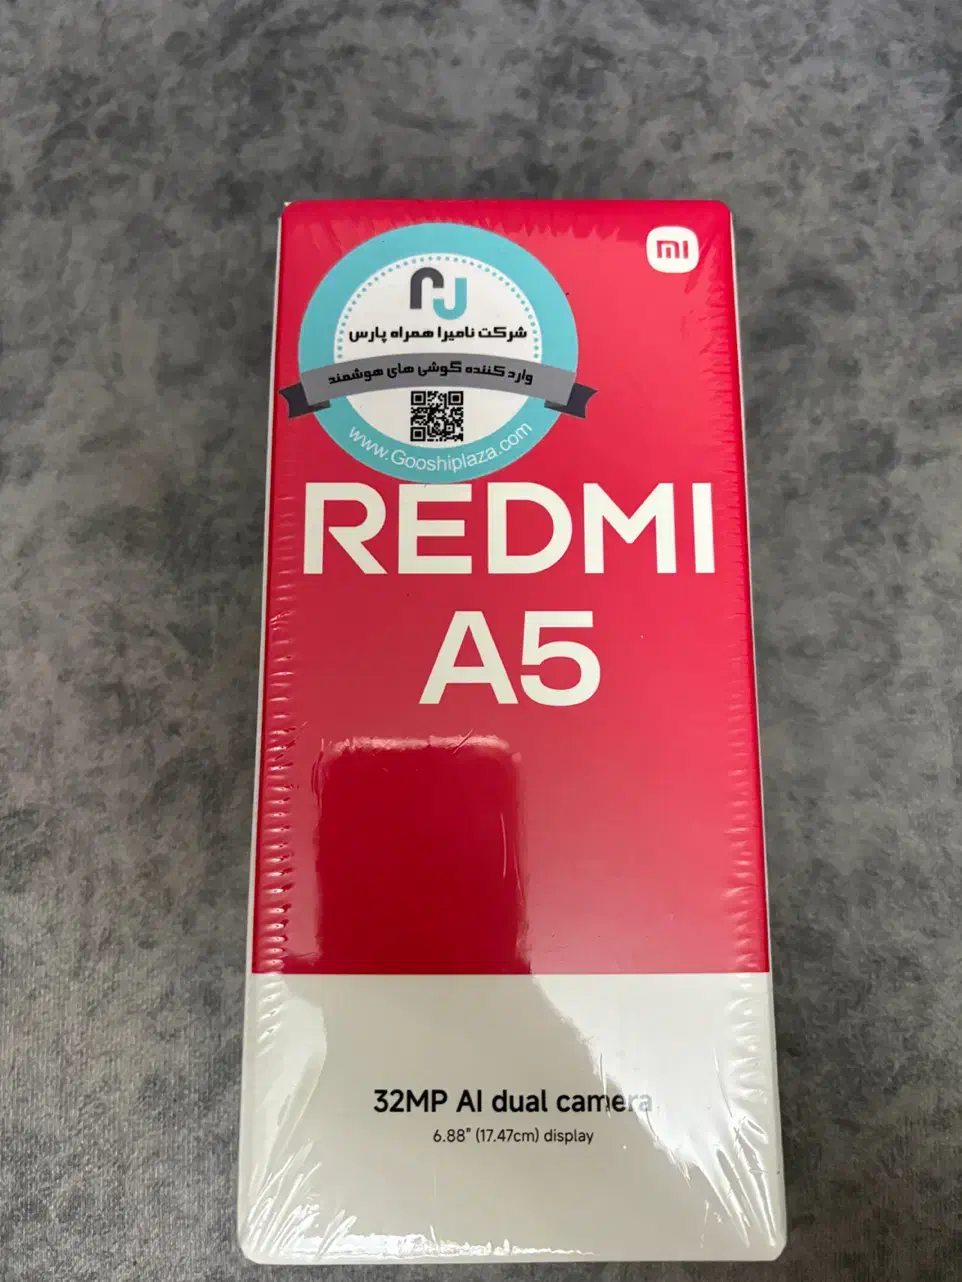 mi
شرکت نامیرا همراه پارس
وارد کننده گوشی های هوشمند
www.Gooshiplaza.com
REDMI
A5
32MP AI dual camera
6.88" (17.47cm) display